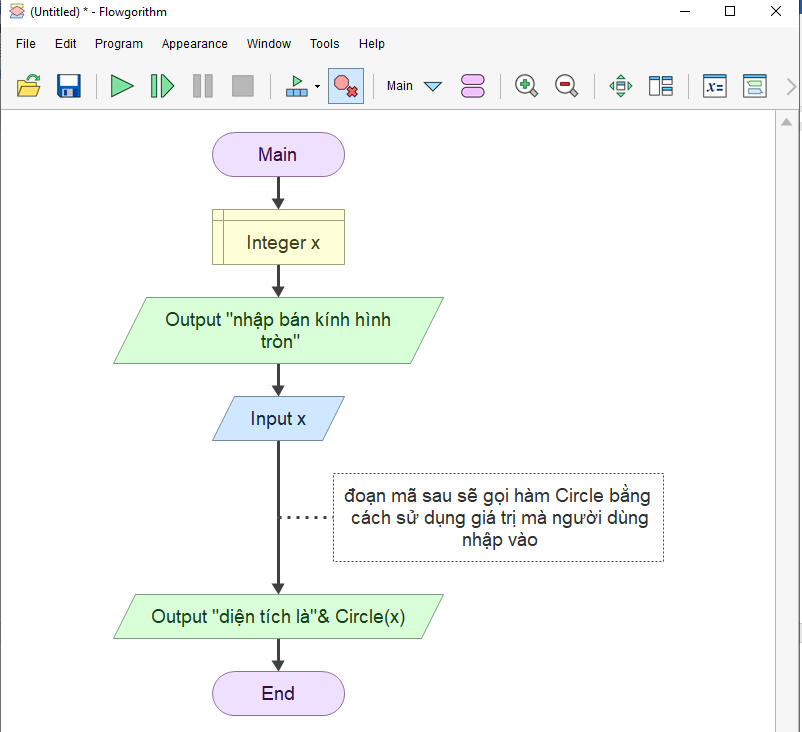 (Untitled) * - Flowgorithm
File Edit Program Appearance Window Tools Help
Main
x=
Main
Integer x
Output "nhập bán kính hình
tròn"
Input x
đoạn mã sau sẽ gọi hàm Circle bằng
cách sử dụng giá trị mà người dùng
nhập vào
Output "diện tích là"& Circle(x)
End